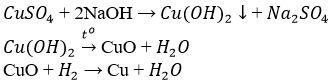 CuSO₄ + 2NaOH → Cu(OH)₂ ↓ + Na₂SO₄
Cu(OH)₂ →^{t^o} CuO + H₂O
CuO + H₂ → Cu + H₂O